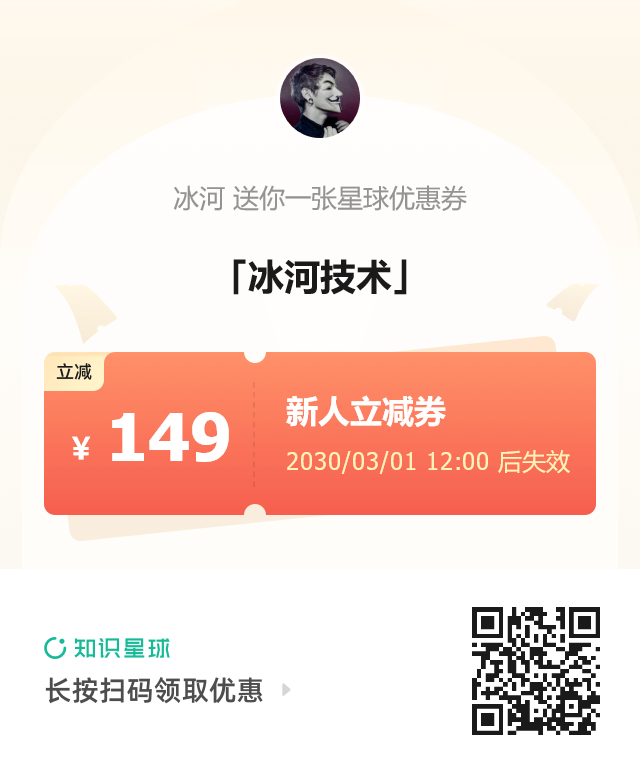 冰河 送你一张星球优惠券
「冰河技术」
立减
¥ 149
新人立减券
2030/03/01 12:00 后失效
知识星球
长按扫码领取优惠